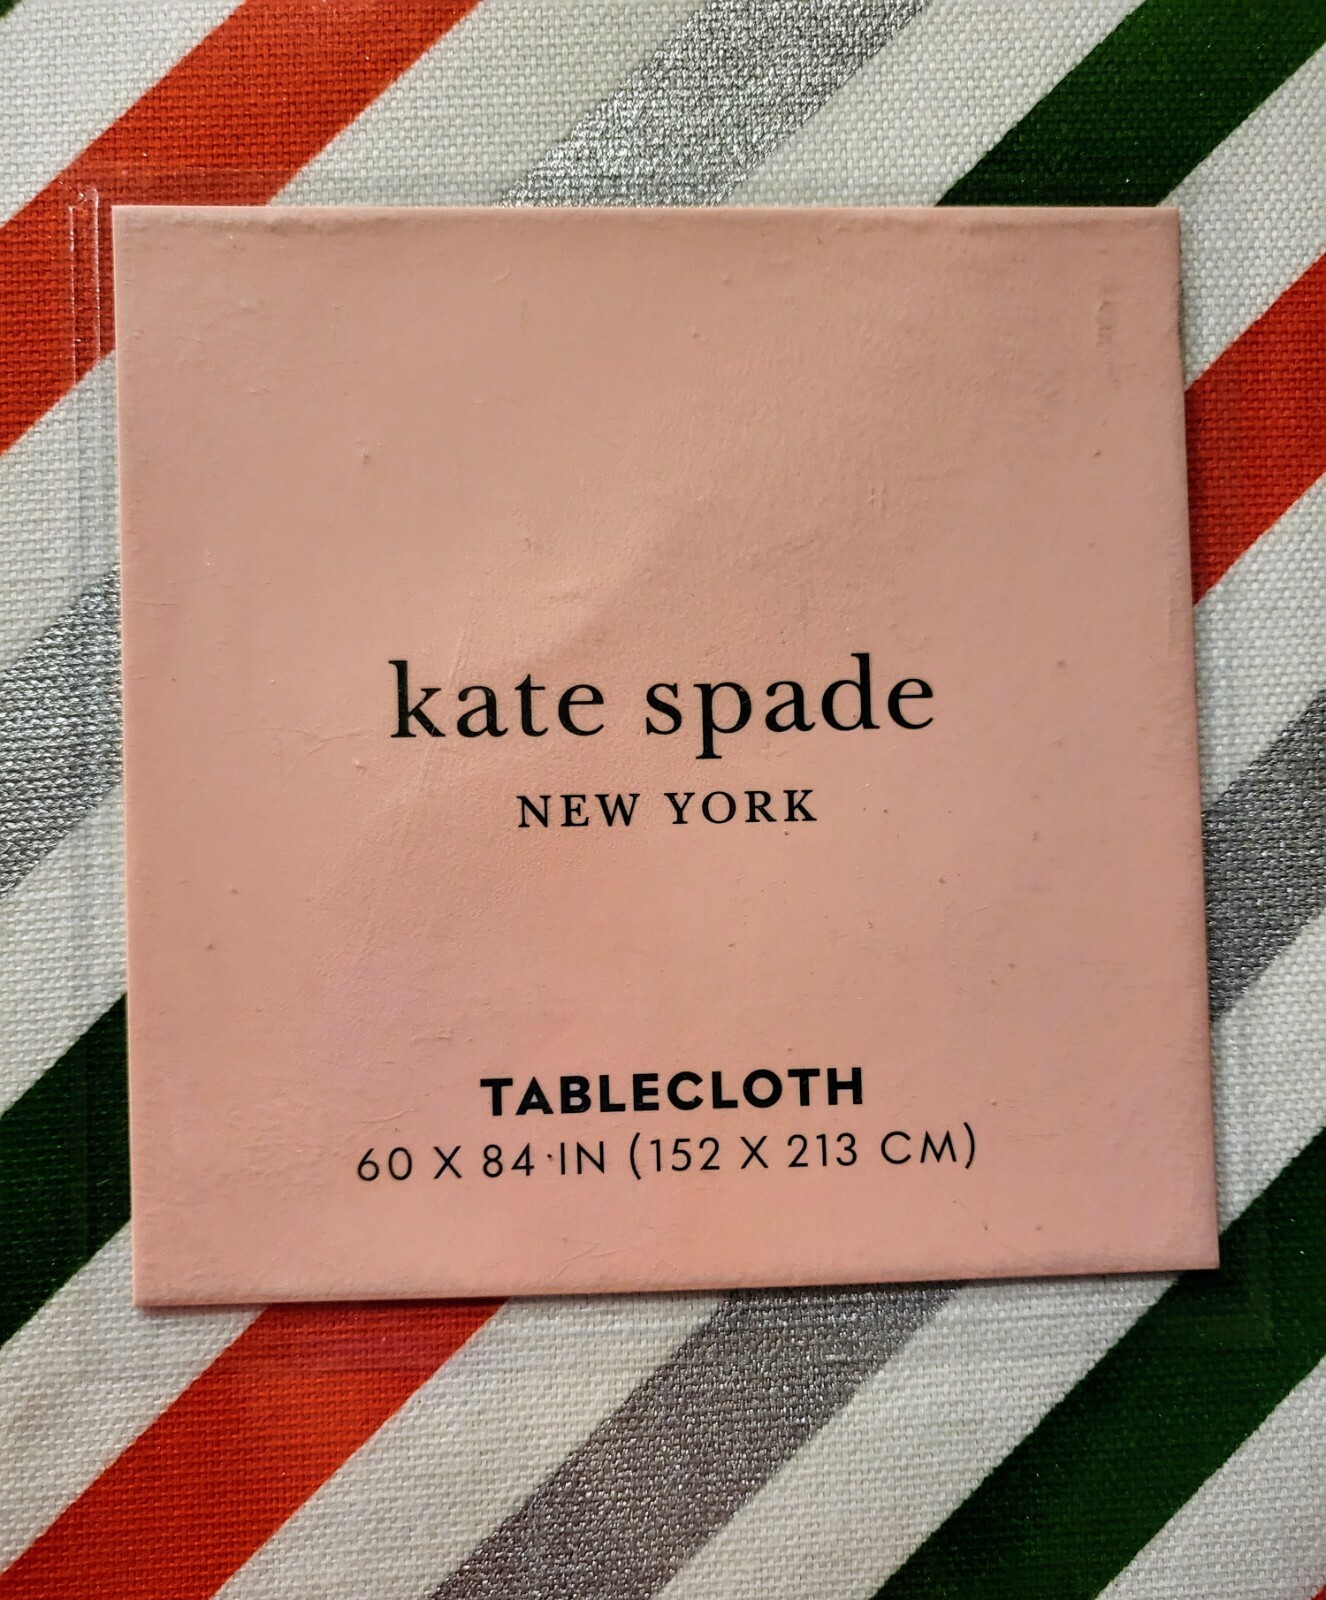 kate spade
NEW YORK
TABLECLOTH
60 X 84 IN (152 X 213 CM)